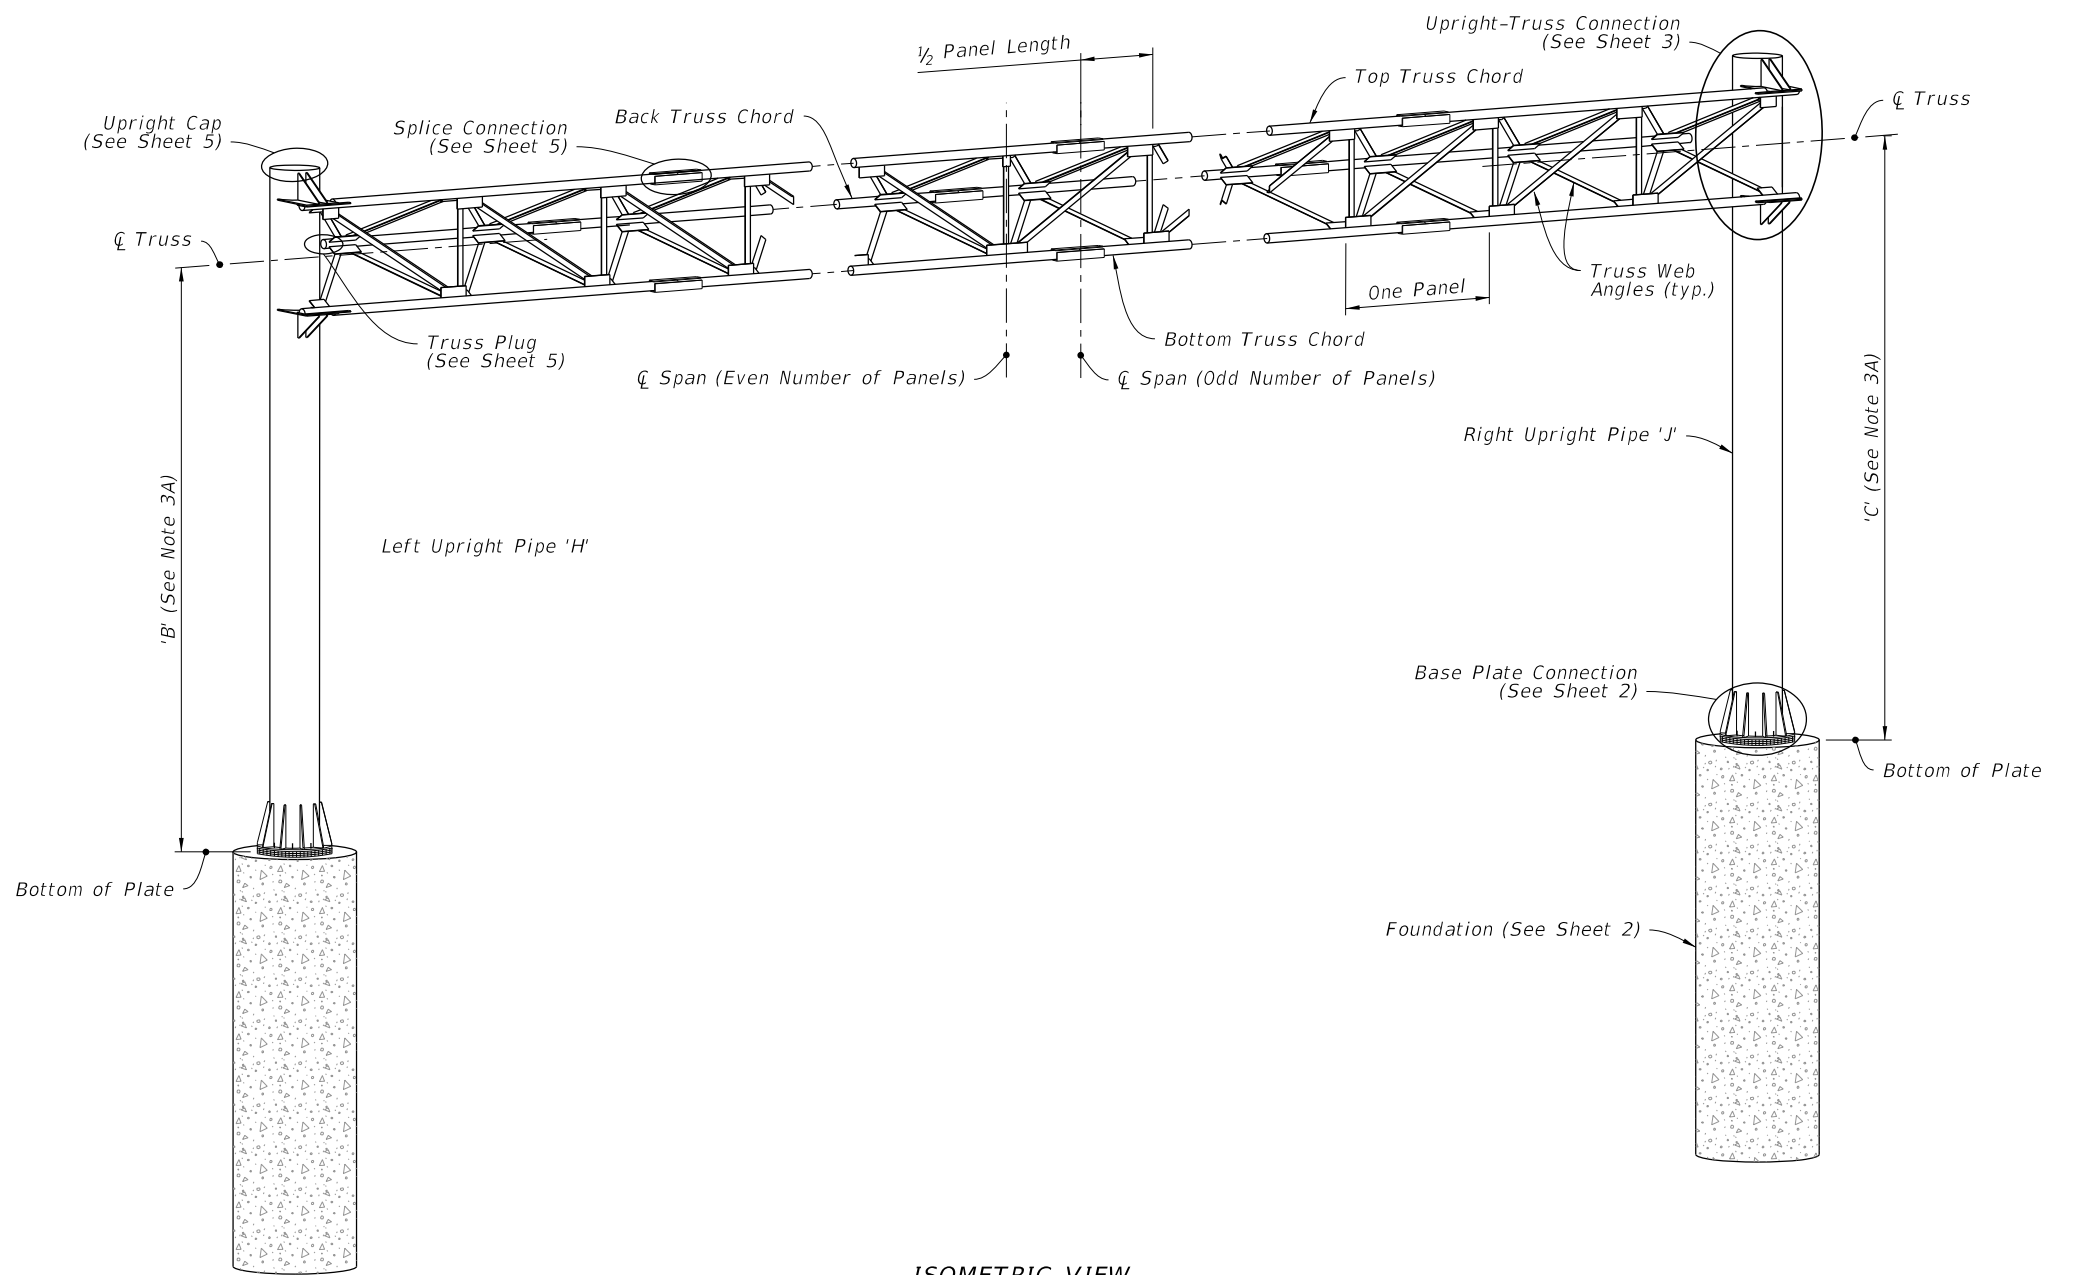 Upright-Truss Connection
(See Sheet 3)
½ Panel Length
Top Truss Chord
℄ Truss
Back Truss Chord
Upright Cap
(See Sheet 5)
Splice Connection
(See Sheet 5)
℄ Truss
Truss Web
Angles (typ.)
One Panel
Truss Plug
(See Sheet 5)
Bottom Truss Chord
℄ Span (Even Number of Panels)
℄ Span (Odd Number of Panels)
Right Upright Pipe 'J'
'C' (See Note 3A)
Left Upright Pipe 'H'
'B' (See Note 3A)
Base Plate Connection
(See Sheet 2)
Bottom of Plate
Bottom of Plate
Foundation (See Sheet 2)
ISOMETRIC VIEW